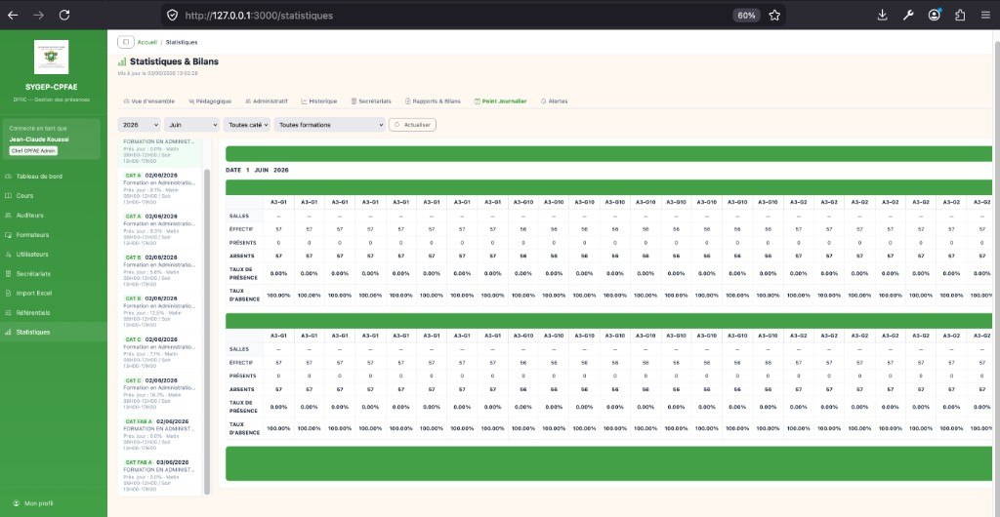 http://127.0.0.1:3000/statistiques
60%
SYGEP-CPFAE
DFRC — Gestion des présences
Connecté en tant que
Jean-Claude Kouassi
Chef CPFAE Admin
Tableau de bord
Cours
Auditeurs
Formateurs
Utilisateurs
Secrétariats
Import Excel
Référentiels
Statistiques
Mon profil
Accueil / Statistiques
Statistiques & Bilans
Mis à jour le 03/06/2026 13:02:28
Vue d'ensemble Pédagogique Administratif Historique Secrétariats Rapports & Bilans Point Journalier Alertes
2026 Juin Toutes caté Toutes formations Actualiser
FORMATION EN ADMINIST...
Prés. jour : 0.0% · Matin
08H00-12H00 / Soir
13H00-17H00
CAT A 02/06/2026
Formation en Administratio...
Prés. jour : 9.1% · Matin
08H00-12H00 / Soir
13H00-17H00
CAT A 02/06/2026
Formation en Administratio...
Prés. jour : 8.3% · Matin
08H00-12H00 / Soir
13H00-17H00
CAT B 02/06/2026
Formation en Administratio...
Prés. jour : 5.6% · Matin
08H00-12H00 / Soir
13H00-17H00
CAT B 02/06/2026
Formation en Administratio...
Prés. jour : 12.5% · Matin
08H00-12H00 / Soir
13H00-17H00
CAT C 02/06/2026
Formation en Administratio...
Prés. jour : 7.1% · Matin
08H00-12H00 / Soir
13H00-17H00
CAT C 02/06/2026
Formation en Administratio...
Prés. jour : 16.7% · Matin
08H00-12H00 / Soir
13H00-17H00
CAT FAB A 02/06/2026
FORMATION EN ADMINIST...
Prés. jour : 0.0% · Matin
08H00-12H00 / Soir
13H00-17H00
CAT FAB A 03/06/2026
FORMATION EN ADMINIST...
Prés. jour : 0.0% · Matin
08H00-12H00 / Soir
13H00-17H00
DATE 1 JUIN 2026
A3-G1 A3-G1 A3-G1 A3-G1 A3-G1 A3-G1 A3-G1 A3-G1 A3-G10 A3-G10 A3-G10 A3-G10 A3-G10 A3-G10 A3-G10 A3-G10 A3-G2 A3-G2 A3-G2 A3-G2 A3-G2 A3-G2 A3-G2 A3-G2
SALLES — — — — — — — — — — — — — — — — — — — — — — — —
EFFECTIF 57 57 57 57 57 57 57 57 56 56 56 56 56 56 56 56 57 57 57 57 57 57 57 57
PRÉSENTS 0 0 0 0 0 0 0 0 0 0 0 0 0 0 0 0 0 0 0 0 0 0 0 0
ABSENTS 57 57 57 57 57 57 57 57 56 56 56 56 56 56 56 56 57 57 57 57 57 57 57 57
TAUX DE PRÉSENCE 0.00% 0.00% 0.00% 0.00% 0.00% 0.00% 0.00% 0.00% 0.00% 0.00% 0.00% 0.00% 0.00% 0.00% 0.00% 0.00% 0.00% 0.00% 0.00% 0.00% 0.00% 0.00% 0.00% 0.00%
TAUX D'ABSENCE 100.00% 100.00% 100.00% 100.00% 100.00% 100.00% 100.00% 100.00% 100.00% 100.00% 100.00% 100.00% 100.00% 100.00% 100.00% 100.00% 100.00% 100.00% 100.00% 100.00% 100.00% 100.00% 100.00% 100.00%
A3-G1 A3-G1 A3-G1 A3-G1 A3-G1 A3-G1 A3-G1 A3-G1 A3-G10 A3-G10 A3-G10 A3-G10 A3-G10 A3-G10 A3-G10 A3-G10 A3-G2 A3-G2 A3-G2 A3-G2 A3-G2 A3-G2 A3-G2 A3-G2
SALLES — — — — — — — — — — — — — — — — — — — — — — — —
EFFECTIF 57 57 57 57 57 57 57 57 56 56 56 56 56 56 56 56 57 57 57 57 57 57 57 57
PRÉSENTS 0 0 0 0 0 0 0 0 0 0 0 0 0 0 0 0 0 0 0 0 0 0 0 0
ABSENTS 57 57 57 57 57 57 57 57 56 56 56 56 56 56 56 56 57 57 57 57 57 57 57 57
TAUX DE PRÉSENCE 0.00% 0.00% 0.00% 0.00% 0.00% 0.00% 0.00% 0.00% 0.00% 0.00% 0.00% 0.00% 0.00% 0.00% 0.00% 0.00% 0.00% 0.00% 0.00% 0.00% 0.00% 0.00% 0.00% 0.00%
TAUX D'ABSENCE 100.00% 100.00% 100.00% 100.00% 100.00% 100.00% 100.00% 100.00% 100.00% 100.00% 100.00% 100.00% 100.00% 100.00% 100.00% 100.00% 100.00% 100.00% 100.00% 100.00% 100.00% 100.00% 100.00% 100.00%